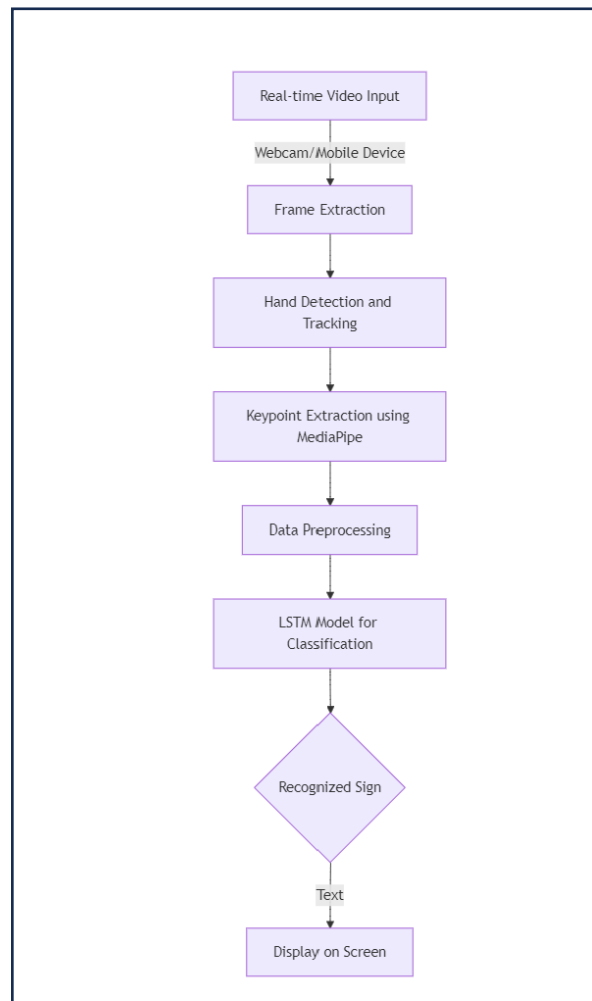 Real-time Video Input
Webcam/Mobile Device
Frame Extraction
Hand Detection and
Tracking
Keypoint Extraction using
MediaPipe
Data Preprocessing
LSTM Model for
Classification
Recognized Sign
Text
Display on Screen